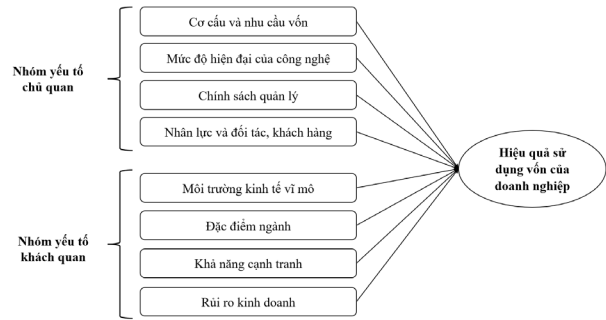 Nhóm yếu tố
chủ quan
Cơ cấu và nhu cầu vốn
Mức độ hiện đại của công nghệ
Chính sách quản lý
Nhân lực và đối tác, khách hàng
Nhóm yếu tố
khách quan
Môi trường kinh tế vĩ mô
Đặc điểm ngành
Khả năng cạnh tranh
Rủi ro kinh doanh
Hiệu quả sử
dụng vốn của
doanh nghiệp